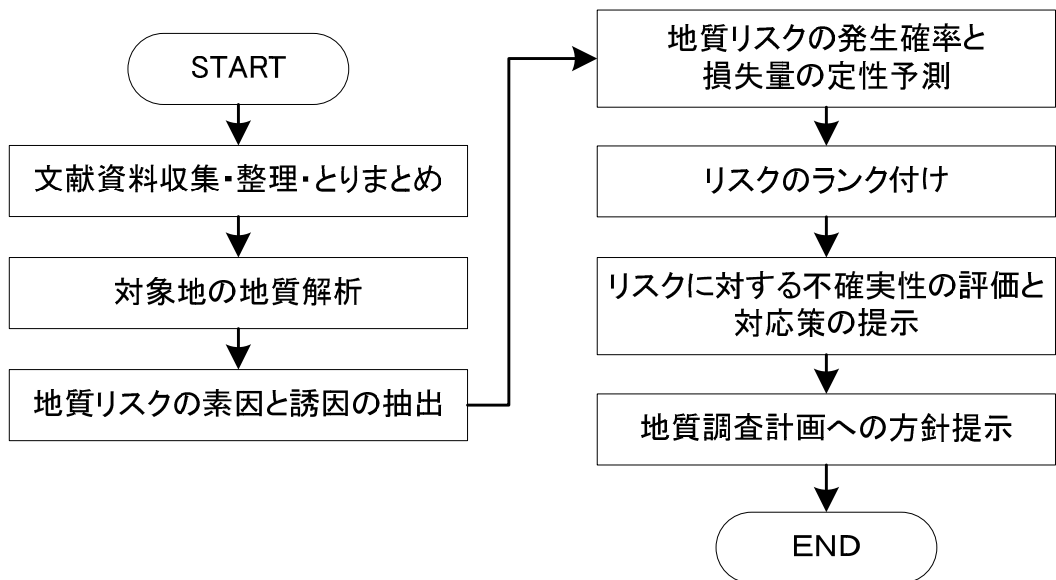 START
文献資料収集・整理・とりまとめ
対象地の地質解析
地質リスクの素因と誘因の抽出
地質リスクの発生確率と
損失量の定性予測
リスクのランク付け
リスクに対する不確実性の評価と
対応策の提示
地質調査計画への方針提示
END